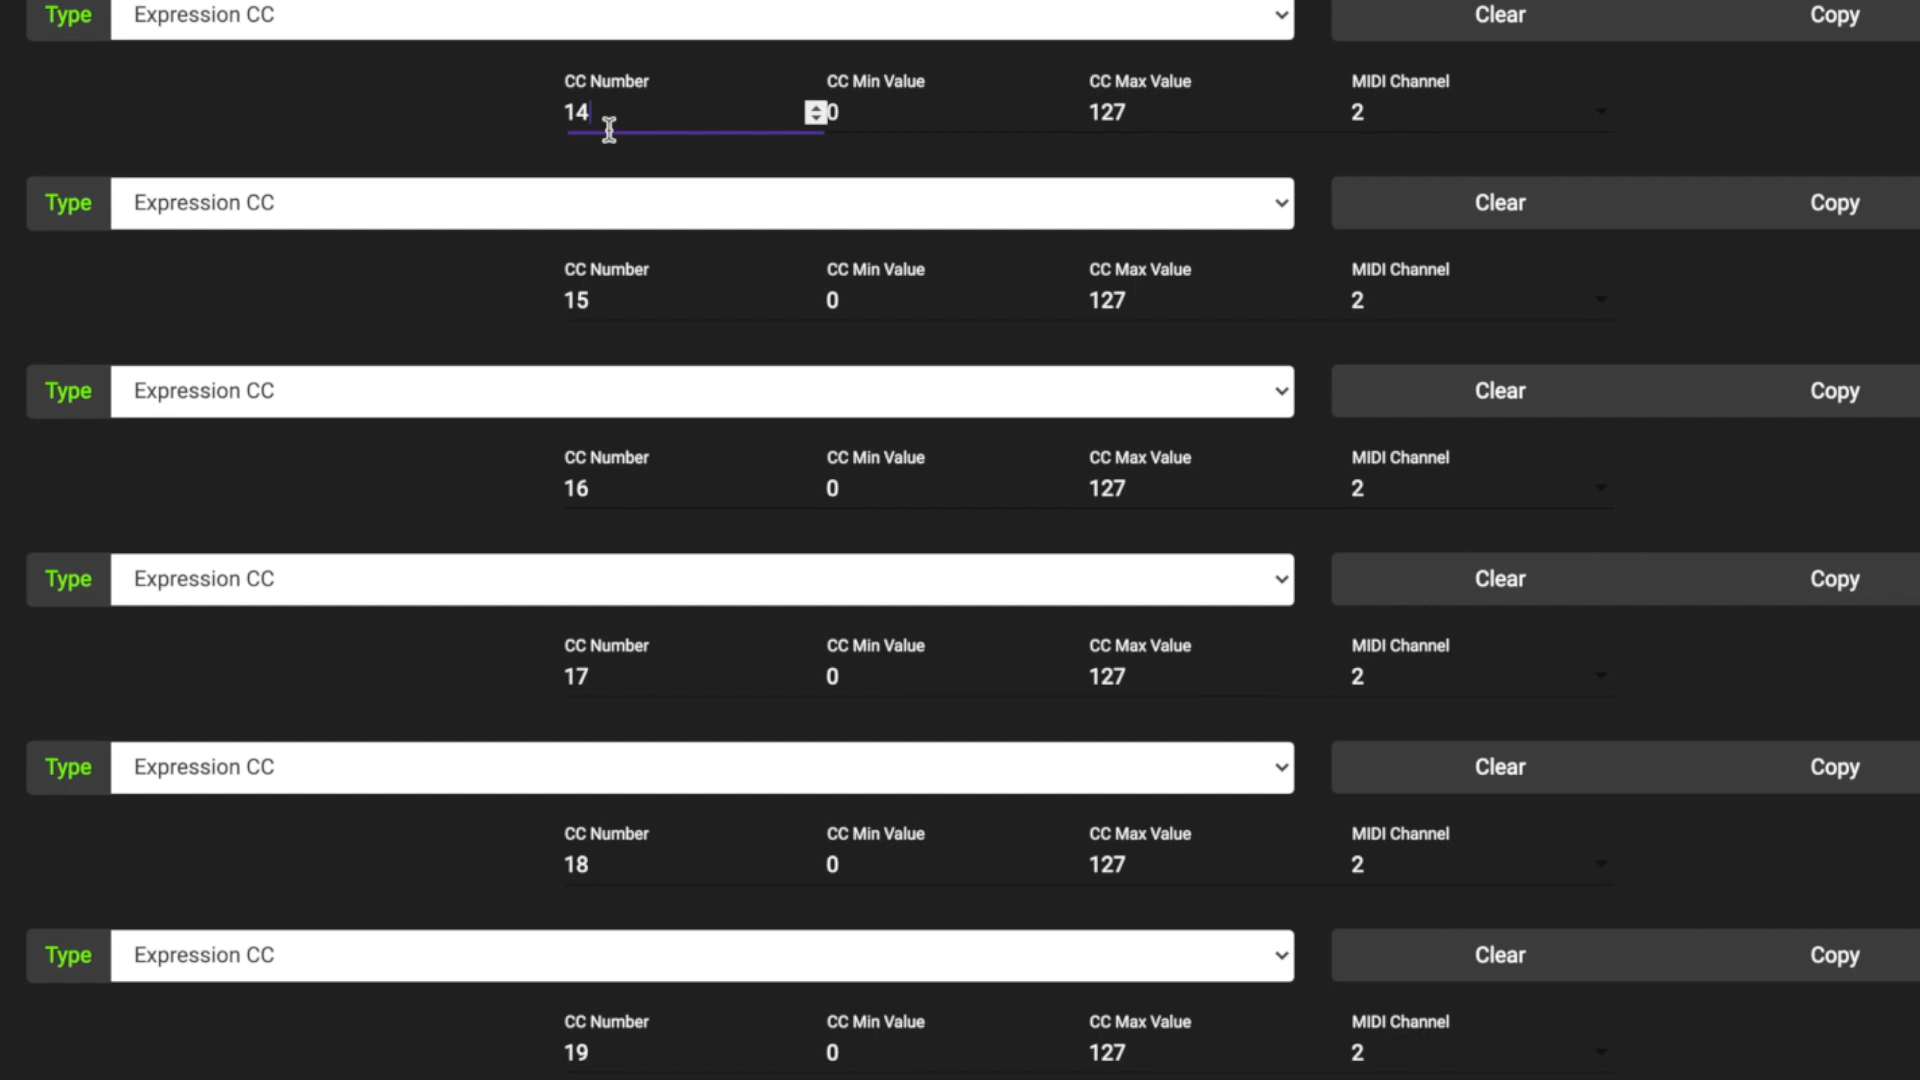 Type Expression CC Clear Copy
CC Number CC Min Value CC Max Value MIDI Channel
14 0 127 2
Type Expression CC Clear Copy
CC Number CC Min Value CC Max Value MIDI Channel
15 0 127 2
Type Expression CC Clear Copy
CC Number CC Min Value CC Max Value MIDI Channel
16 0 127 2
Type Expression CC Clear Copy
CC Number CC Min Value CC Max Value MIDI Channel
17 0 127 2
Type Expression CC Clear Copy
CC Number CC Min Value CC Max Value MIDI Channel
18 0 127 2
Type Expression CC Clear Copy
CC Number CC Min Value CC Max Value MIDI Channel
19 0 127 2